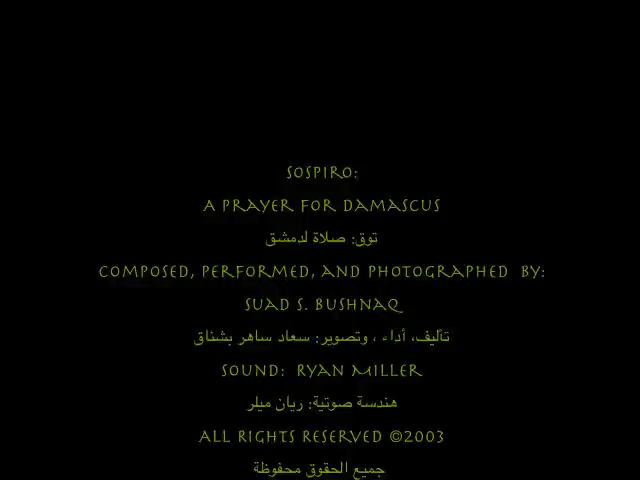 SOSPIRO:
A PRAYER FOR DAMASCUS
توق: صلاة لدمشق
COMPOSED, PERFORMED, AND PHOTOGRAPHED BY:
SUAD S. BUSHNAQ
تأليف، أداء ، وتصوير: سعاد ساهر بشناق
SOUND: RYAN MILLER
هندسة صوتية: ريان ميلر
ALL RIGHTS RESERVED ©2003
جميع الحقوق محفوظة